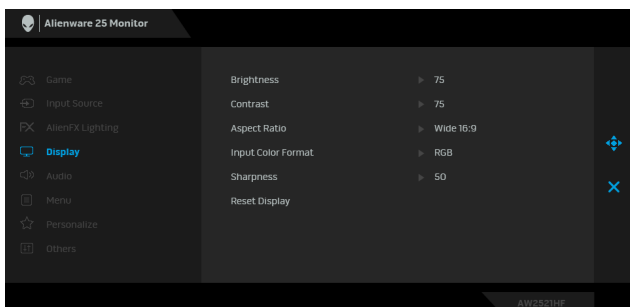 Alienware 25 Monitor
Game
Input Source
FX AlienFX Lighting
Display
Audio
Menu
Personalize
Others
Brightness 75
Contrast 75
Aspect Ratio Wide 16:9
Input Color Format RGB
Sharpness 50
Reset Display
AW2521HF